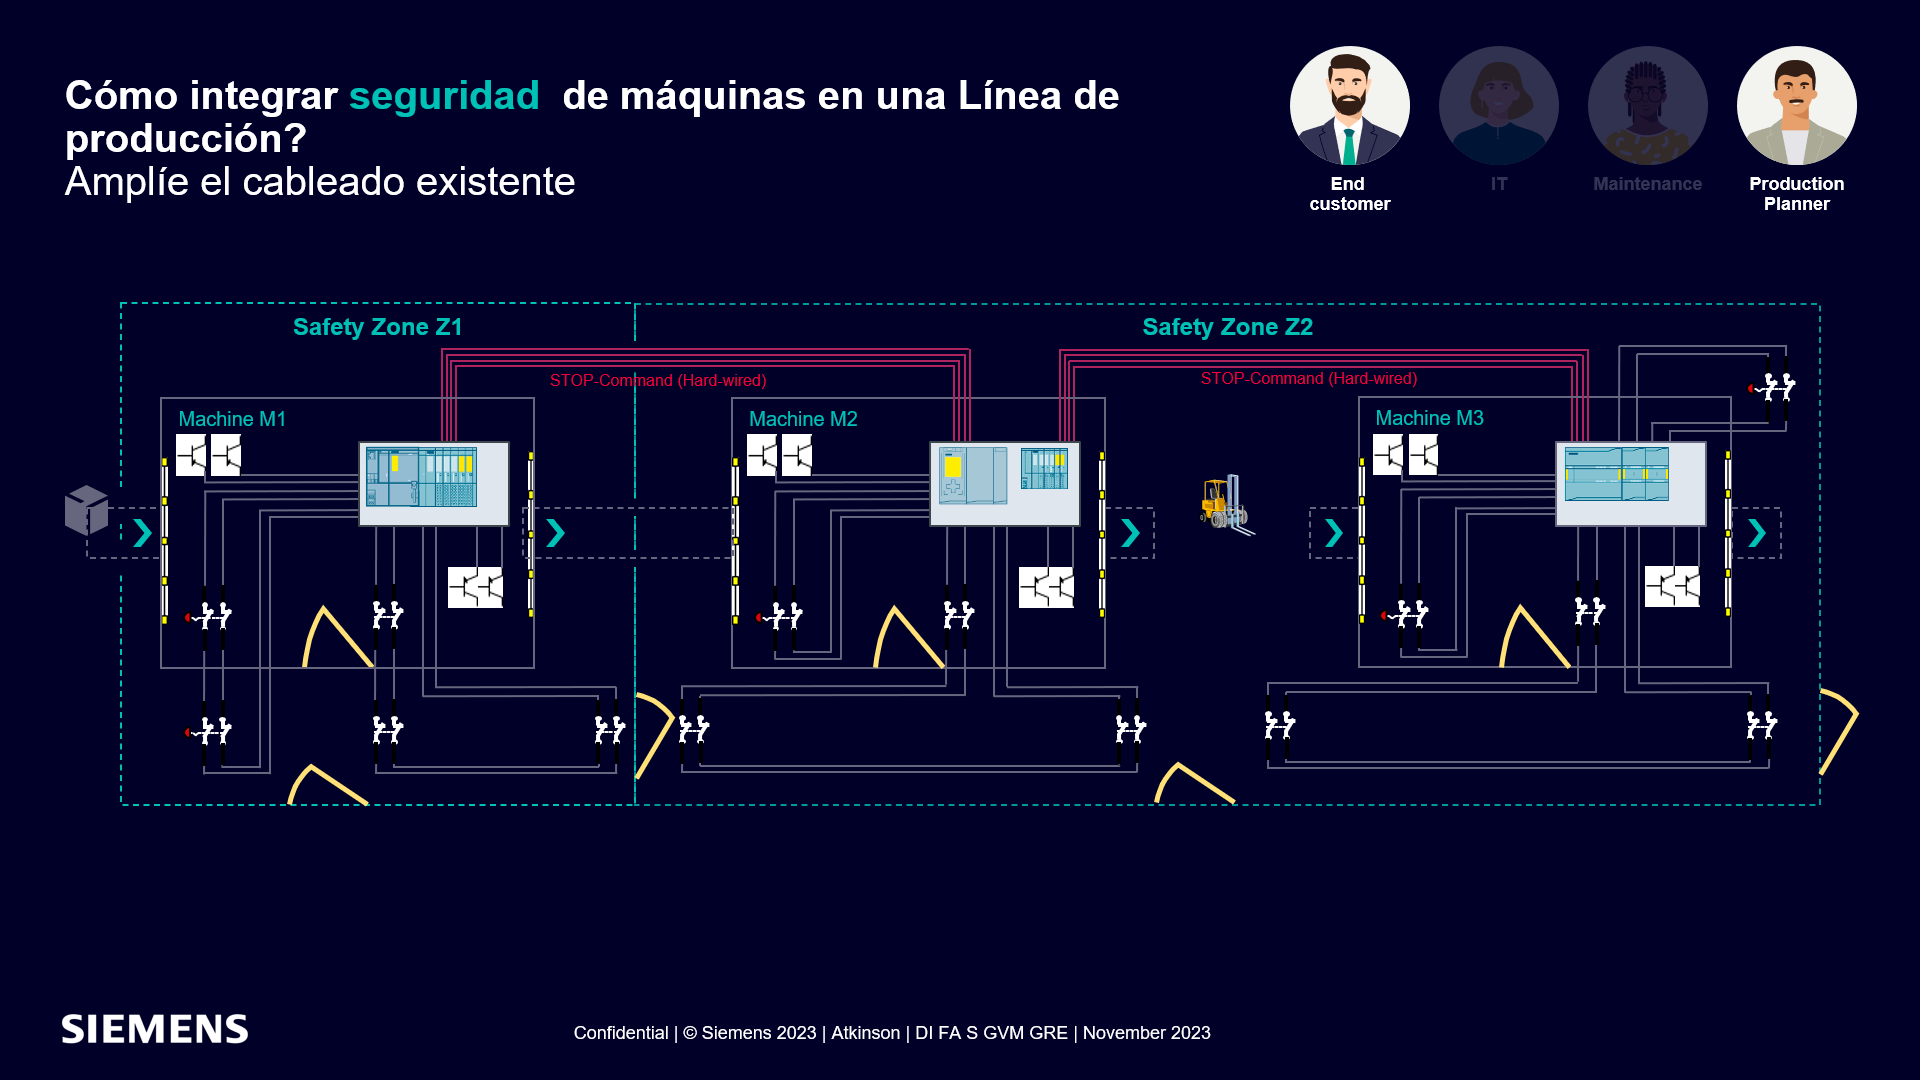 Cómo integrar seguridad de máquinas en una Línea de
producción?
Amplíe el cableado existente
End
customer
IT
Maintenance
Production
Planner
Safety Zone Z1
Safety Zone Z2
STOP-Command (Hard-wired)
STOP-Command (Hard-wired)
Machine M1
Machine M2
Machine M3
SIEMENS
Confidential | © Siemens 2023 | Atkinson | DI FA S GVM GRE | November 2023